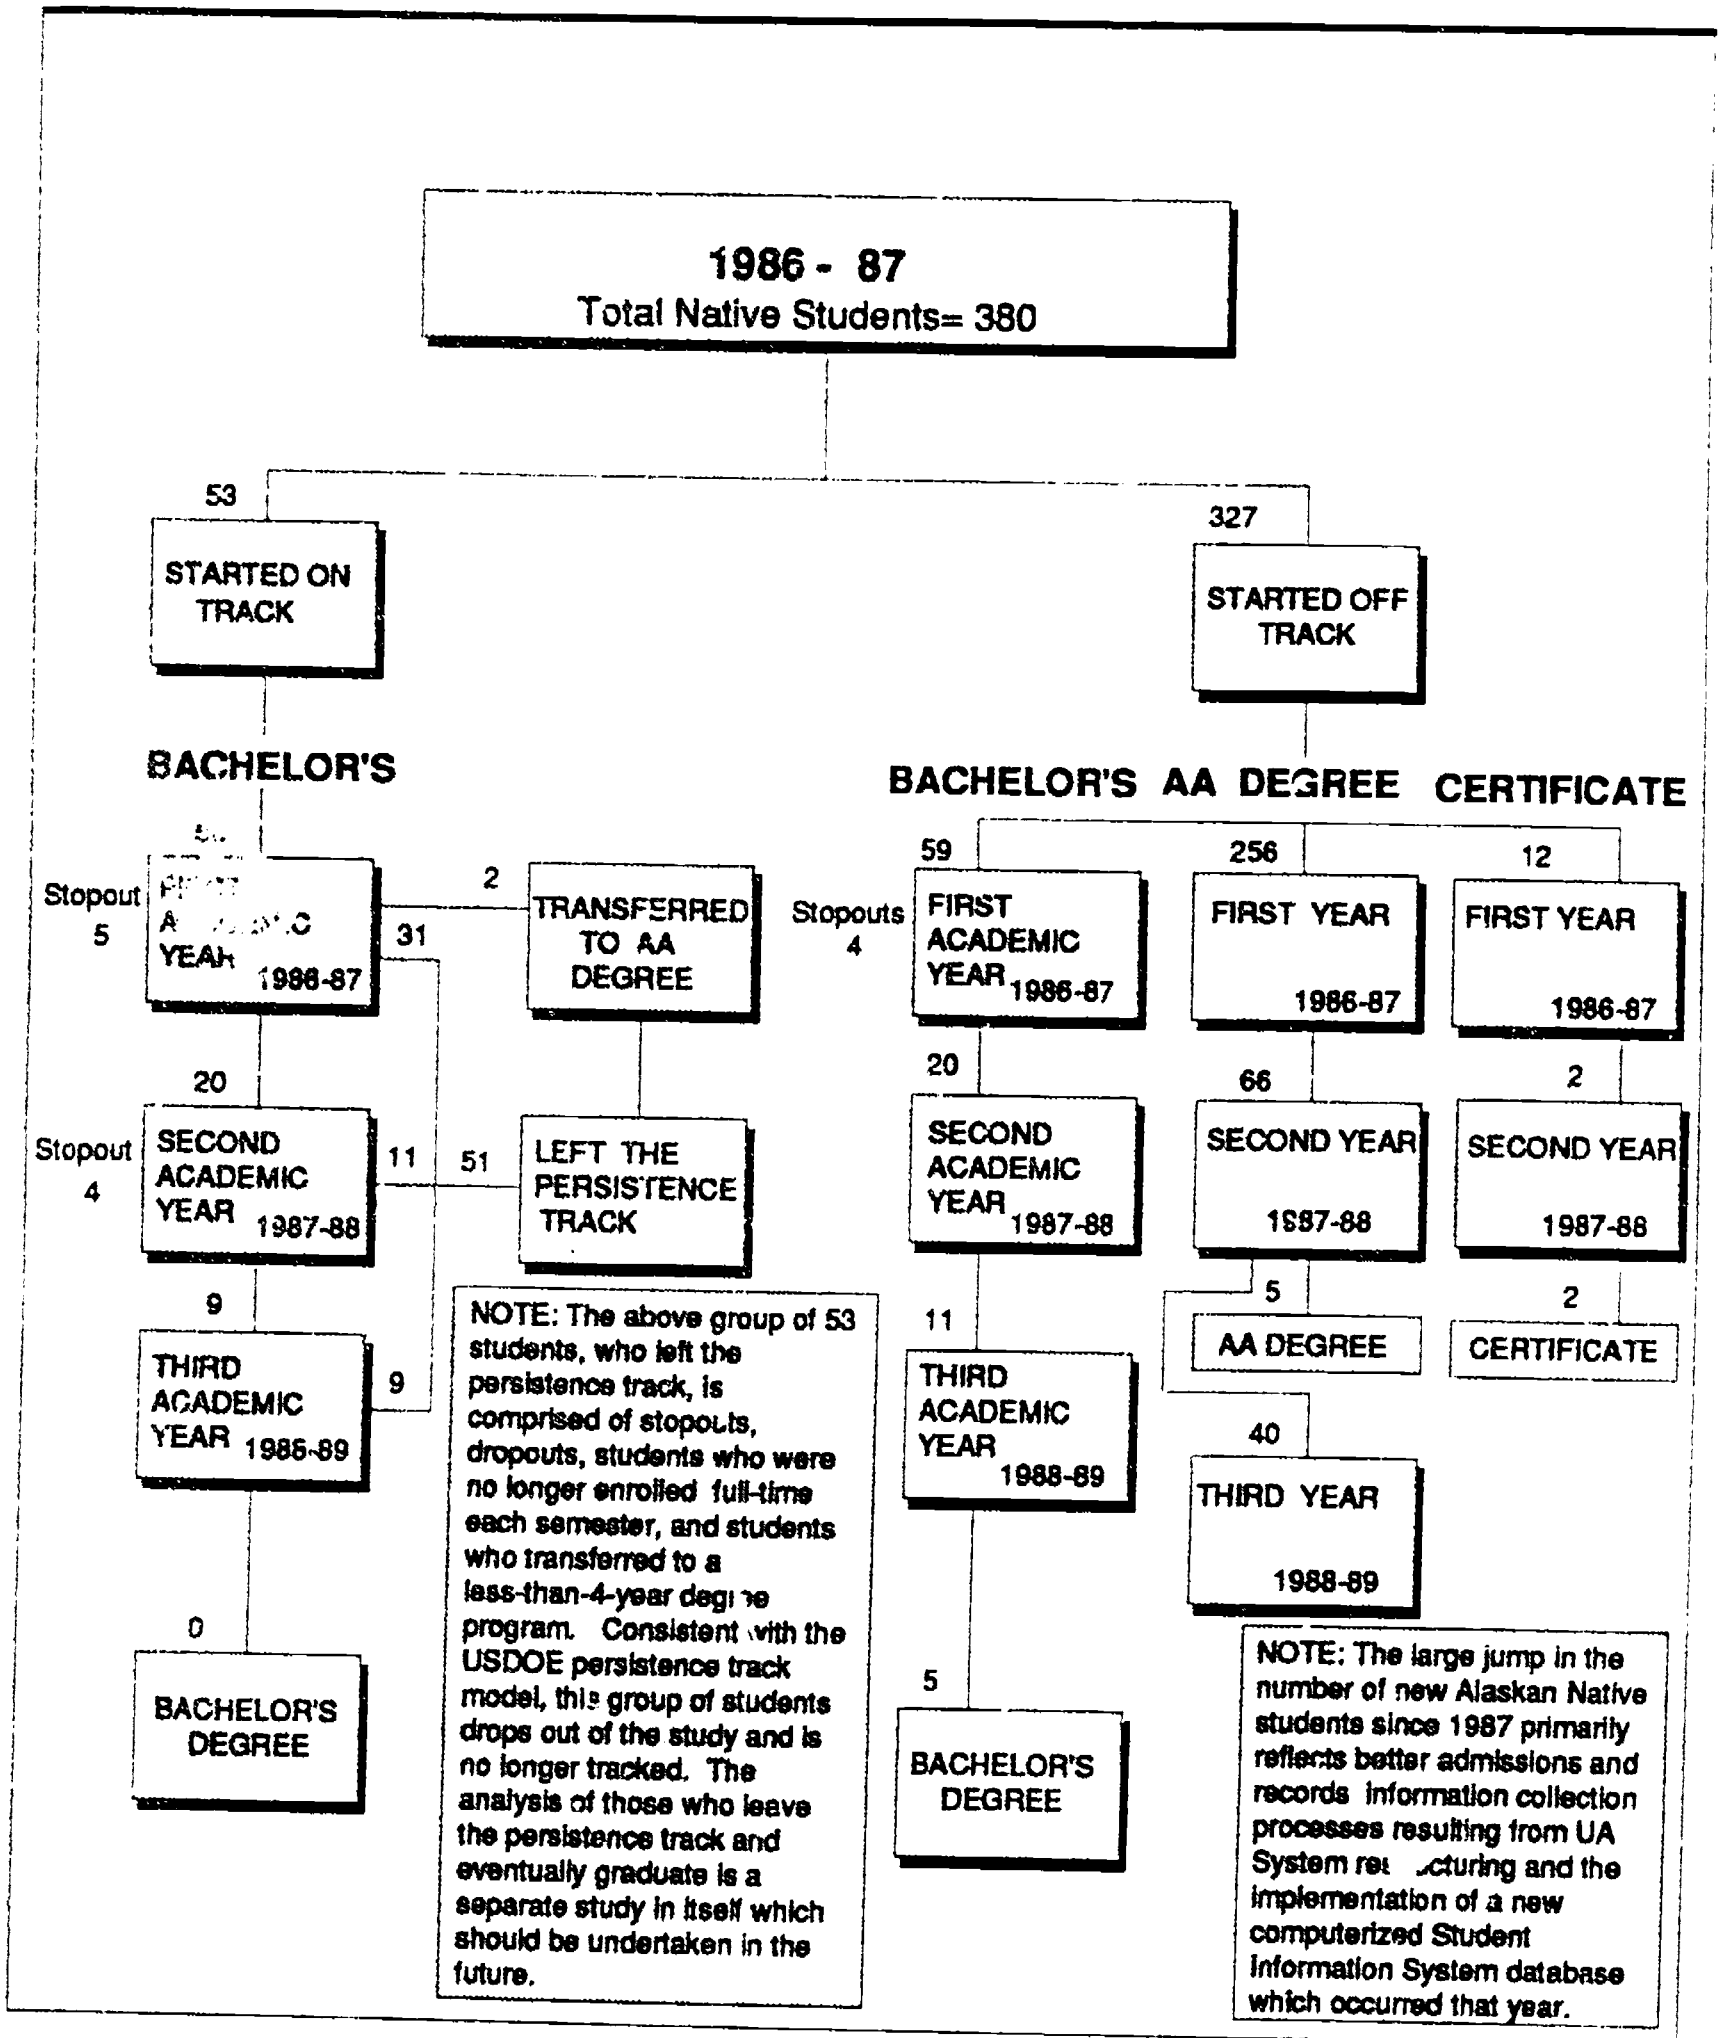 1986 - 87
Total Native Students= 380
53
STARTED ON
TRACK
327
STARTED OFF
TRACK
BACHELOR'S
Stopout
5
YEAR
1986-87
2
TRANSFERRED
TO AA
DEGREE
31
20
Stopout
4
SECOND
ACADEMIC
YEAR 1987-88
11
51
LEFT THE
PERSISTENCE
TRACK
9
THIRD
ACADEMIC
YEAR
9
0
BACHELOR'S
DEGREE
NOTE: The above group of 53
students, who left the
persistence track, is
comprised of stopouts,
dropouts, students who were
no longer enrolled full-time
each semester, and students
who transferred to a
less-than-4-year degree
program. Consistent with the
USDOE persistence track
model, this group of students
drops out of the study and is
no longer tracked. The
analysis of those who leave
the persistence track and
eventually graduate is a
separate study in itself which
should be undertaken in the
future.
BACHELOR'S AA DEGREE CERTIFICATE
59
Stopouts
4
FIRST
ACADEMIC
YEAR 1986-87
20
SECOND
ACADEMIC
YEAR 1987-88
11
THIRD
ACADEMIC
YEAR
1988-89
5
BACHELOR'S
DEGREE
256
FIRST YEAR
1986-87
66
SECOND YEAR
1987-88
5
AA DEGREE
40
THIRD YEAR
1988-89
12
FIRST YEAR
1986-87
2
SECOND YEAR
1987-88
2
CERTIFICATE
NOTE: The large jump in the
number of new Alaskan Native
students since 1987 primarily
reflects better admissions and
records information collection
processes resulting from UA
System and the
implementation of a new
computerized Student
Information System database
which occurred that year.